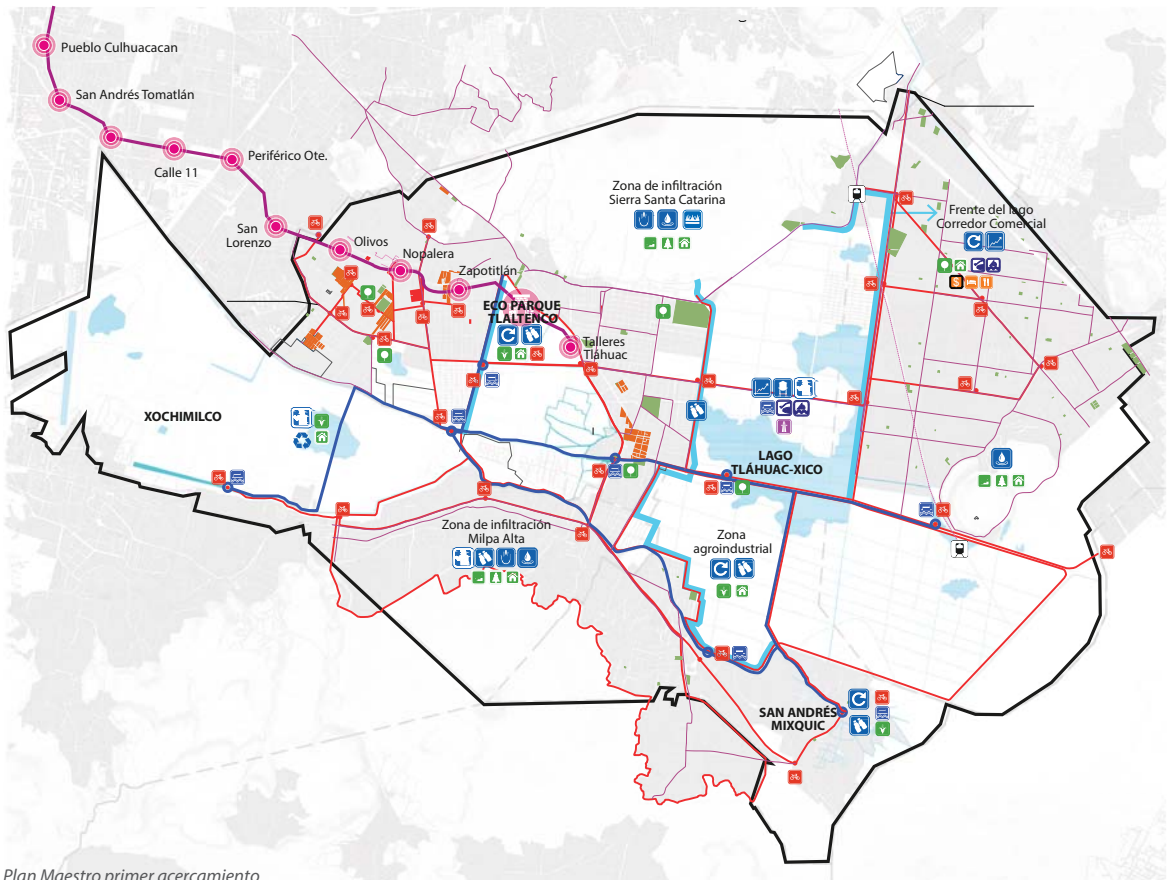 Pueblo Culhuacacan
San Andrés Tomatlán
Calle 11
Periférico Ote.
San
Lorenzo
Olivos
Nopalera
Zapotitlán
ECO PARQUE
TLALTENCO
Talleres
Tláhuac
Zona de infiltración
Sierra Santa Catarina
Frente del lago
Corredor Comercial
XOCHIMILCO
LAGO
TLÁHUAC-XICO
Zona de infiltración
Milpa Alta
Zona
agroindustrial
SAN ANDRÉS
MIXQUIC
Plan Maestro primer acercamiento